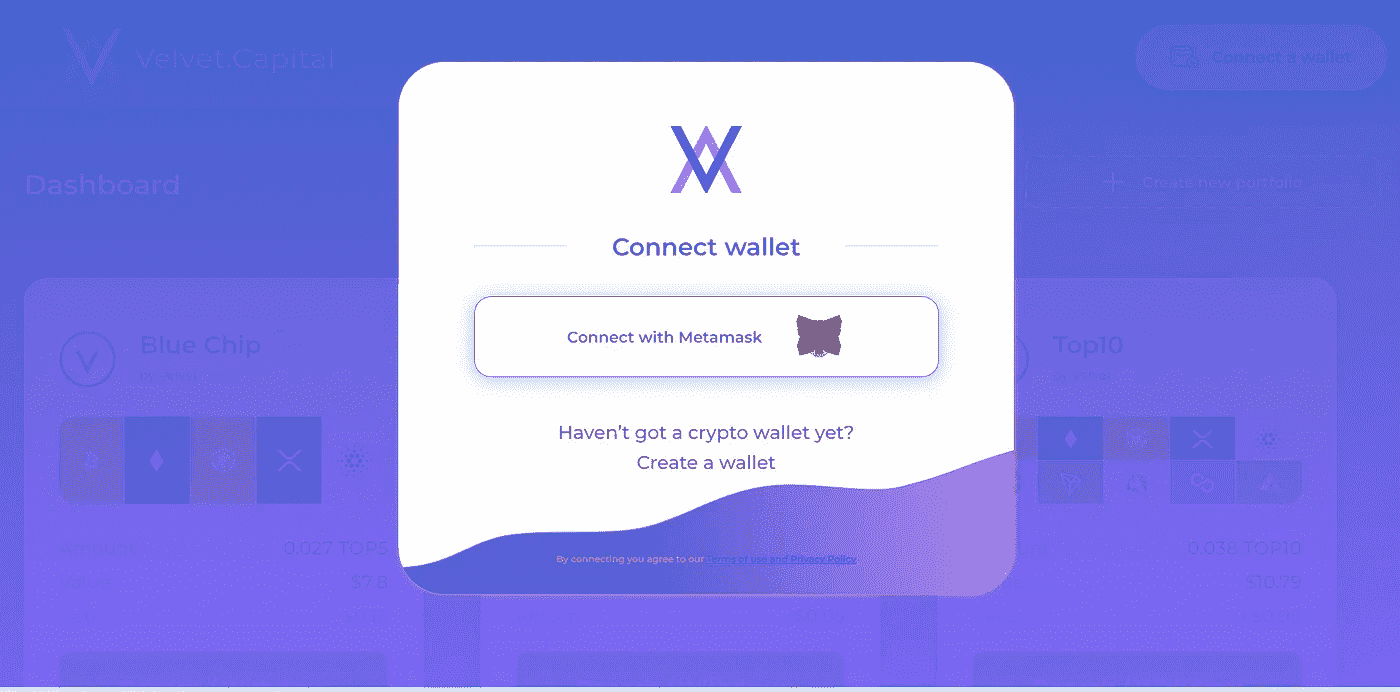 Velvet.Capital
Connect a wallet
Dashboard
Create new portfolio
Connect wallet
Connect with Metamask
Haven't got a crypto wallet yet?
Create a wallet
By connecting you agree to our Terms of use and Privacy Policy
Blue Chip
Top10
0.027 TOP5
0.038 TOP10
$7.8
$10.79